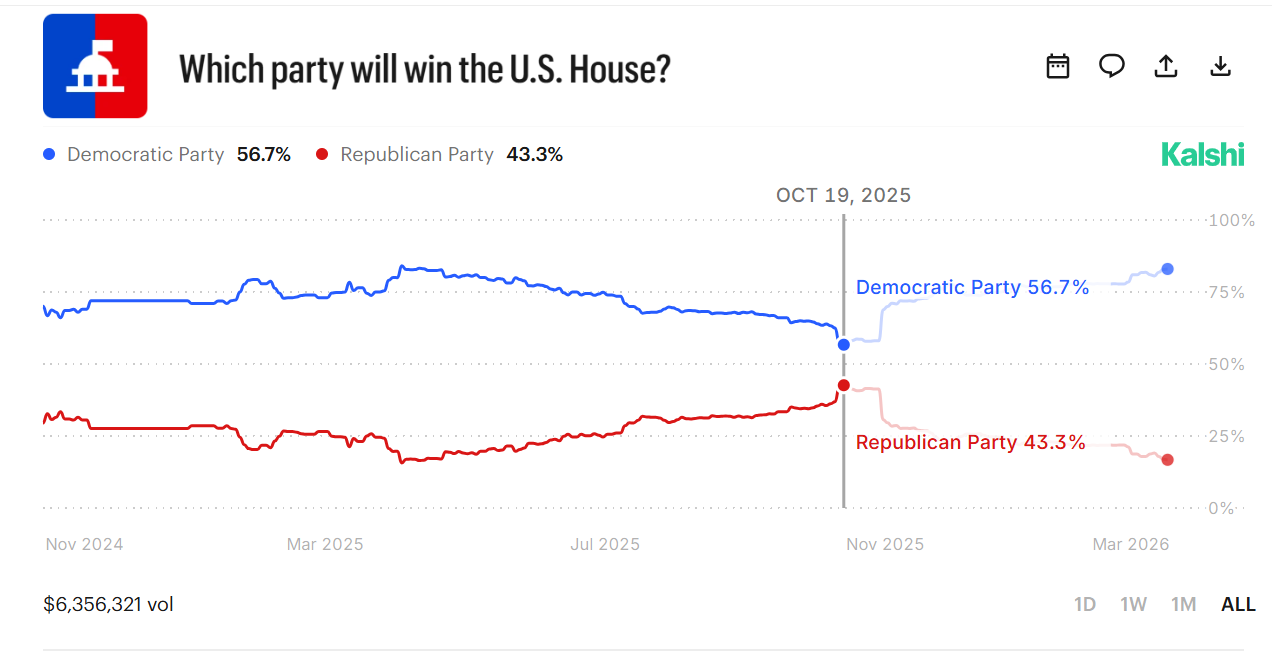 Which party will win the U.S. House?
Democratic Party 56.7% Republican Party 43.3%
Kalshi
OCT 19, 2025
100%
Democratic Party 56.7%
75%
50%
25%
Republican Party 43.3%
0%
Nov 2024 Mar 2025 Jul 2025 Nov 2025 Mar 2026
$6,356,321 vol
1D 1W 1M ALL